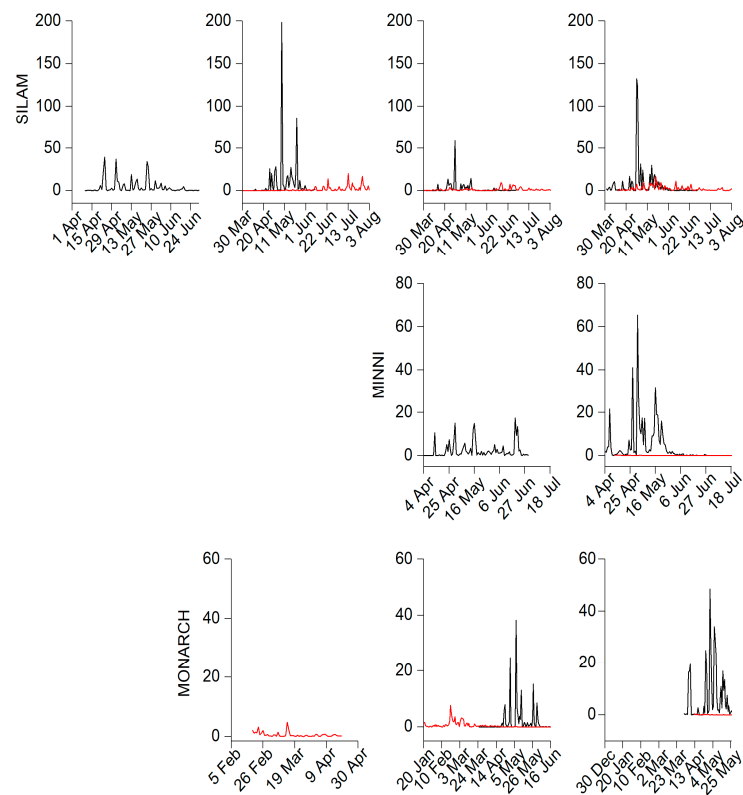 200 200 200 200
150 150 150 150
SILAM
100 100 100 100
50 50 50 50
0 0 0 0
1 Apr 15 Apr 29 Apr 13 May 27 May 10 Jun 24 Jun
30 Mar 20 Apr 11 May 1 Jun 22 Jun 13 Jul 3 Aug
30 Mar 20 Apr 11 May 1 Jun 22 Jun 13 Jul 3 Aug
30 Mar 20 Apr 11 May 1 Jun 22 Jun 13 Jul 3 Aug
80 80
60 60
MINNI
40 40
20 20
0 0
4 Apr 25 Apr 16 May 6 Jun 27 Jun 18 Jul
4 Apr 25 Apr 16 May 6 Jun 27 Jun 18 Jul
60 60 60
40 40 40
MONARCH
20 20 20
0 0 0
5 Feb 26 Feb 19 Mar 9 Apr 30 Apr
20 Jan 10 Feb 3 Mar 24 Mar 14 Apr 5 May 26 May 16 Jun
30 Dec 20 Jan 10 Feb 2 Mar 23 Mar 13 Apr 4 May 25 May